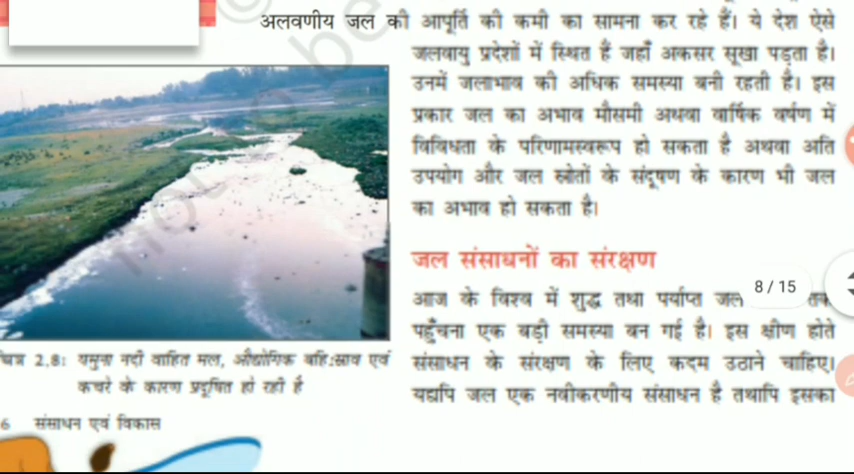 अलवणीय जल की आपूर्ति की कमी का सामना कर रहे हैं। ये देश ऐसे
जलवायु प्रदेशों में स्थित हैं जहाँ अकसर सूखा पड़ता है।
उनमें जलाभाव की अधिक समस्या बनी रहती है। इस
प्रकार जल का अभाव मौसमी अथवा वार्षिक वर्षण में
विविधता के परिणामस्वरूप हो सकता है अथवा अति
उपयोग और जल स्रोतों के संदूषण के कारण भी जल
का अभाव हो सकता है।
जल संसाधनों का संरक्षण
आज के विश्व में शुद्ध तथा पर्याप्त जल तक
8 / 15
पहुँचना एक बड़ी समस्या बन गई है। इस क्षीण होते
संसाधन के संरक्षण के लिए कदम उठाने चाहिए।
यद्यपि जल एक नवीकरणीय संसाधन है तथापि इसका
चित्र 2.8: यमुना नदी वाहित मल, औद्योगिक बहि:स्राव एवं
कचरे के कारण प्रदूषित हो रही है
6 संसाधन एवं विकास